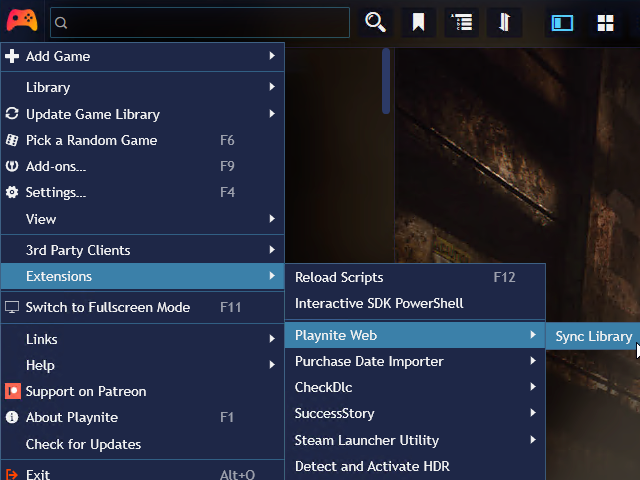 Add Game
Library
Update Game Library
Pick a Random Game F6
Add-ons... F9
Settings... F4
View
3rd Party Clients
Extensions
Switch to Fullscreen Mode F11
Links
Help
Support on Patreon
About Playnite F1
Check for Updates
Exit Alt+Q
Reload Scripts F12
Interactive SDK PowerShell
Playnite Web
Purchase Date Importer
CheckDlc
SuccessStory
Steam Launcher Utility
Detect and Activate HDR
Sync Library